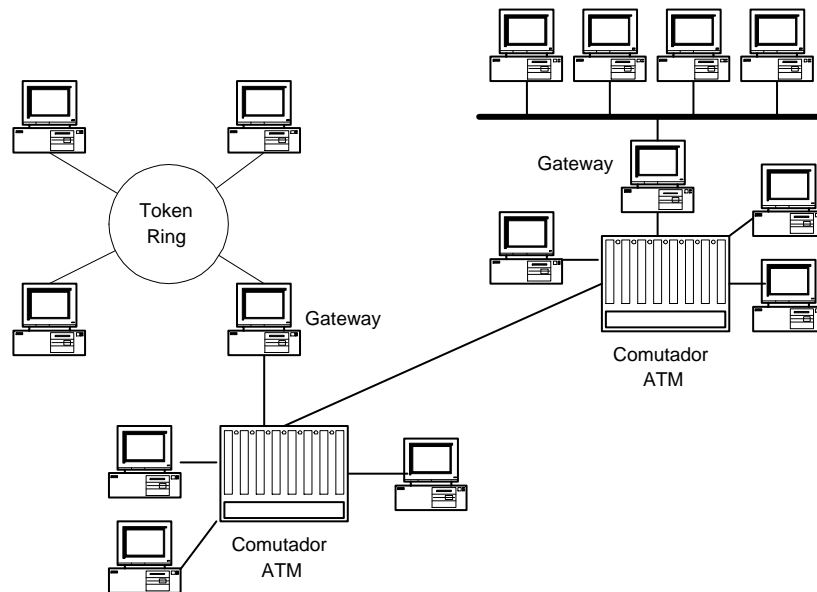 Gateway
Token
Ring
Gateway
Comutador
ATM
Comutador
ATM